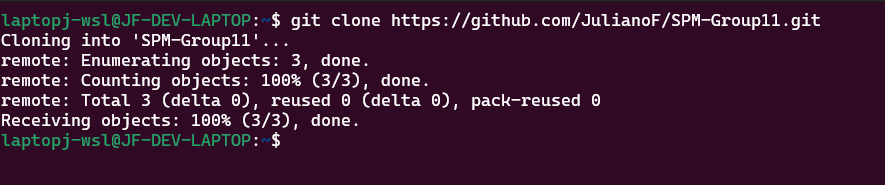 laptopj-wsl@JF-DEV-LAPTOP:~$ git clone https://github.com/JulianoF/SPM-Group11.git
Cloning into 'SPM-Group11'...
remote: Enumerating objects: 3, done.
remote: Counting objects: 100% (3/3), done.
remote: Total 3 (delta 0), reused 0 (delta 0), pack-reused 0
Receiving objects: 100% (3/3), done.
laptopj-wsl@JF-DEV-LAPTOP:~$